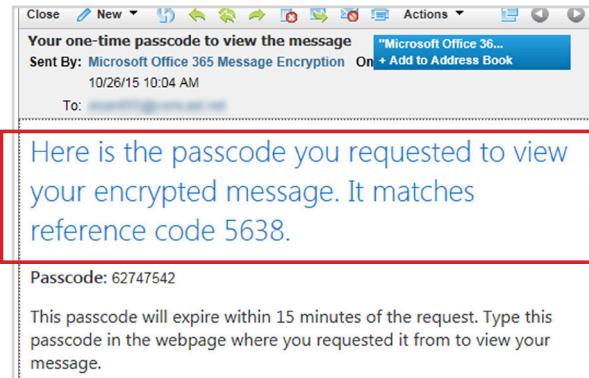 Close New Actions
Your one-time passcode to view the message
"Microsoft Office 36...
+ Add to Address Book
Sent By: Microsoft Office 365 Message Encryption On
10/26/15 10:04 AM
To:
Here is the passcode you requested to view
your encrypted message. It matches
reference code 5638.
Passcode: 62747542
This passcode will expire within 15 minutes of the request. Type this
passcode in the webpage where you requested it from to view your
message.